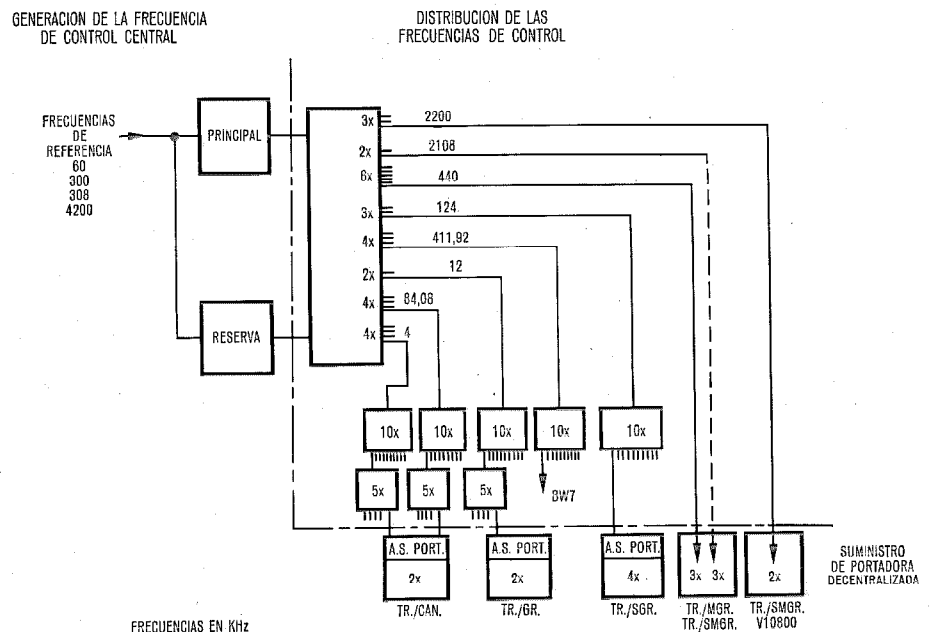 GENERACION DE LA FRECUENCIA
DE CONTROL CENTRAL
DISTRIBUCION DE LAS
FRECUENCIAS DE CONTROL
FRECUENCIAS
DE
REFERENCIA
60
300
308
4200
PRINCIPAL
RESERVA
3x 2200
2x 2108
6x 440
3x 124
4x 411,92
2x 12
4x 84,08
4x 4
10x 10x 10x 10x 10x
5x 5x 5x
BW7
A.S. PORT. A.S. PORT. A.S. PORT.
2x 2x 4x 3x 3x 2x
SUMINISTRO
DE PORTADORA
DECENTRALIZADA
TR./CAN. TR./GR. TR./SGR. TR./MGR. TR./SMGR.
TR./SMGR. V10800
FRECUENCIAS EN KHz